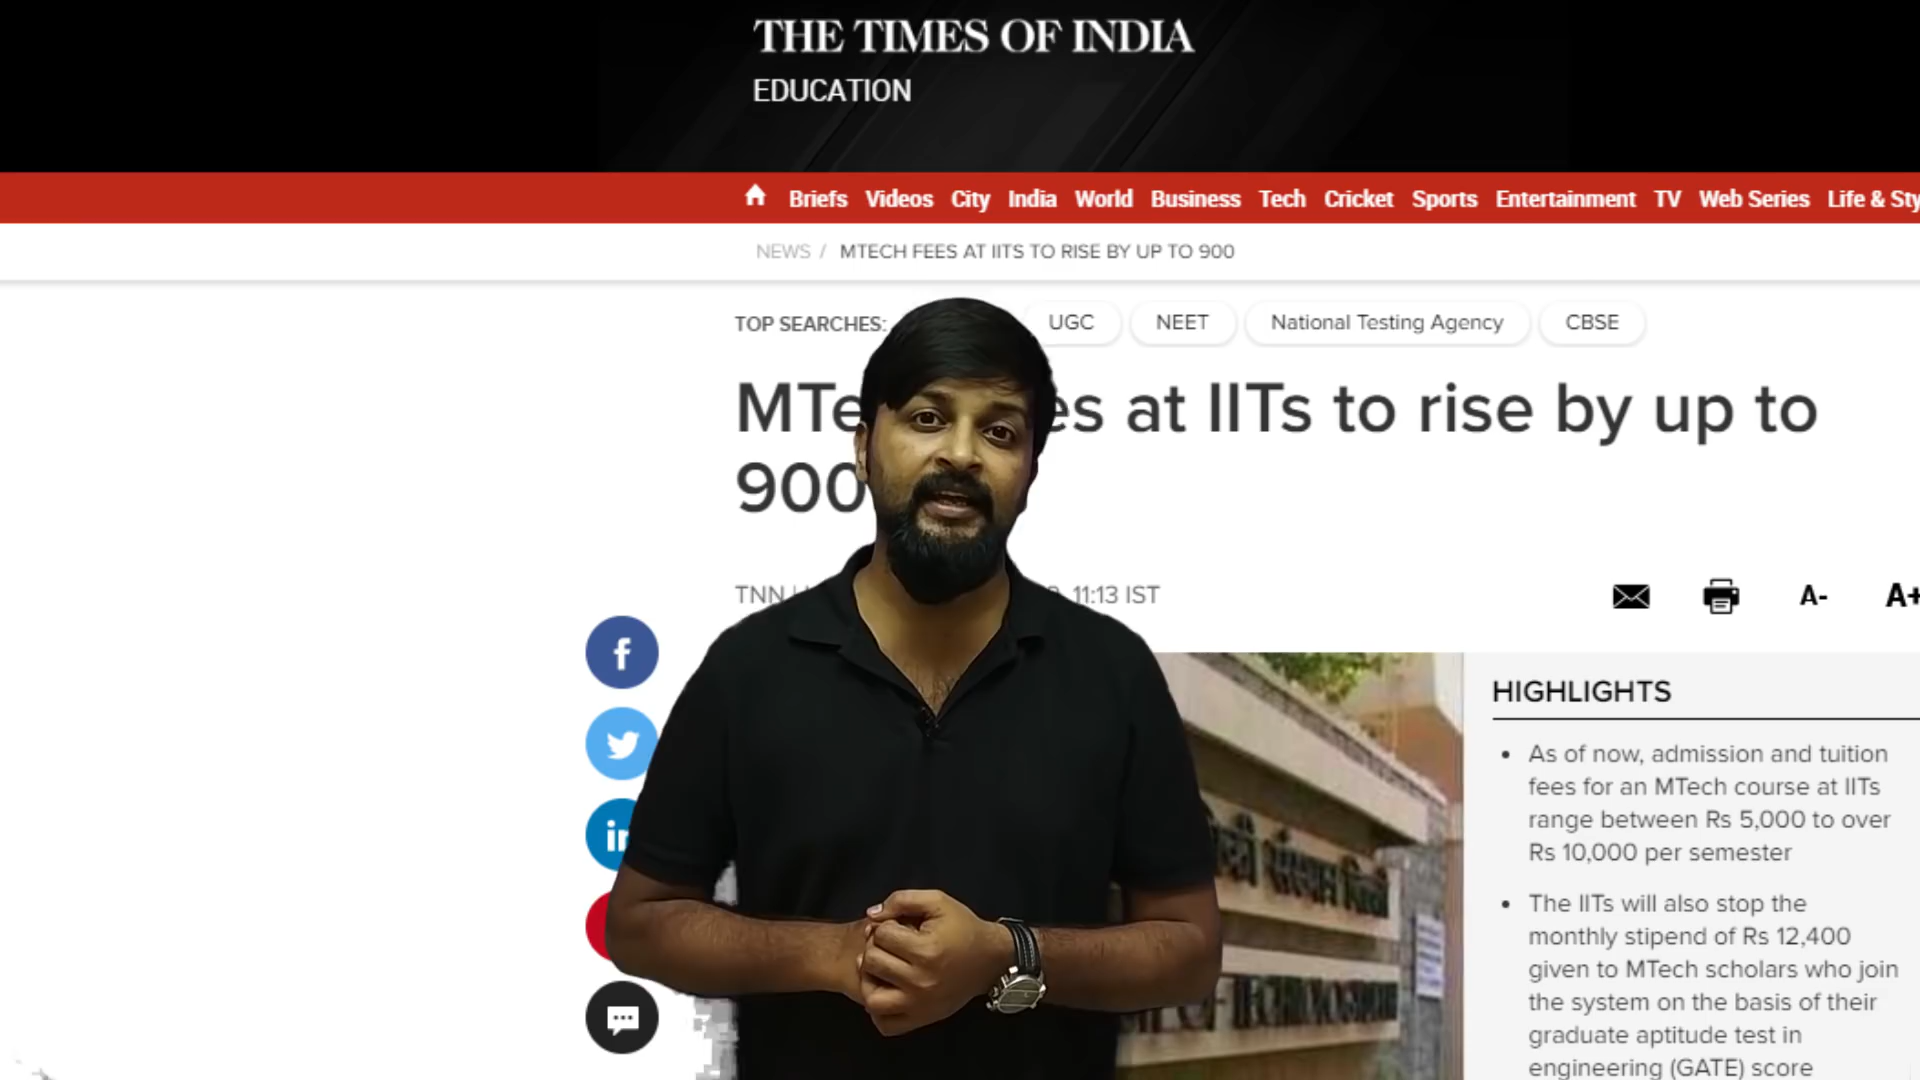 THE TIMES OF INDIA
EDUCATION
Briefs Videos City India World Business Tech Cricket Sports Entertainment TV Web Series Life & Sty
NEWS / MTECH FEES AT IITS TO RISE BY UP TO 900
TOP SEARCHES: UGC NEET National Testing Agency CBSE
MTe es at IITs to rise by up to
900
TNN 11:13 IST
A- A+
HIGHLIGHTS
• As of now, admission and tuition
fees for an MTech course at IITs
range between Rs 5,000 to over
Rs 10,000 per semester
• The IITs will also stop the
monthly stipend of Rs 12,400
given to MTech scholars who join
the system on the basis of their
graduate aptitude test in
engineering (GATE) score
f
in
संस्थान